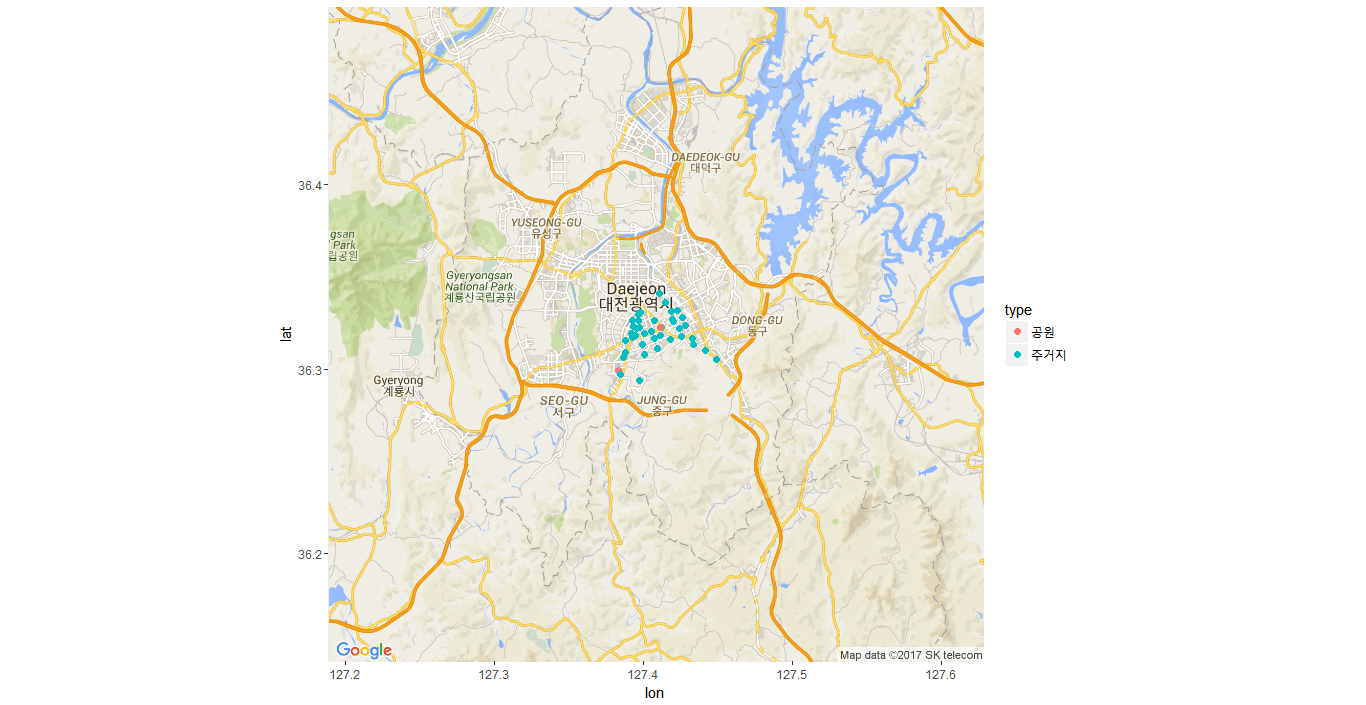 DAEDEOK-GU
대덕구
36.4
YUSEONG-GU
유성구
gsan
Park
립공원
Gyeryongsan
National Park
계룡산국립공원
Daejeon
대전광역시
DONG-GU
동구
type
공원
주거지
lat
36.3
Gyeryong
계룡시
SEO-GU
서구
JUNG-GU
중구
36.2
Google
Map data ©2017 SK telecom
127.2
127.3
127.4
127.5
127.6
lon